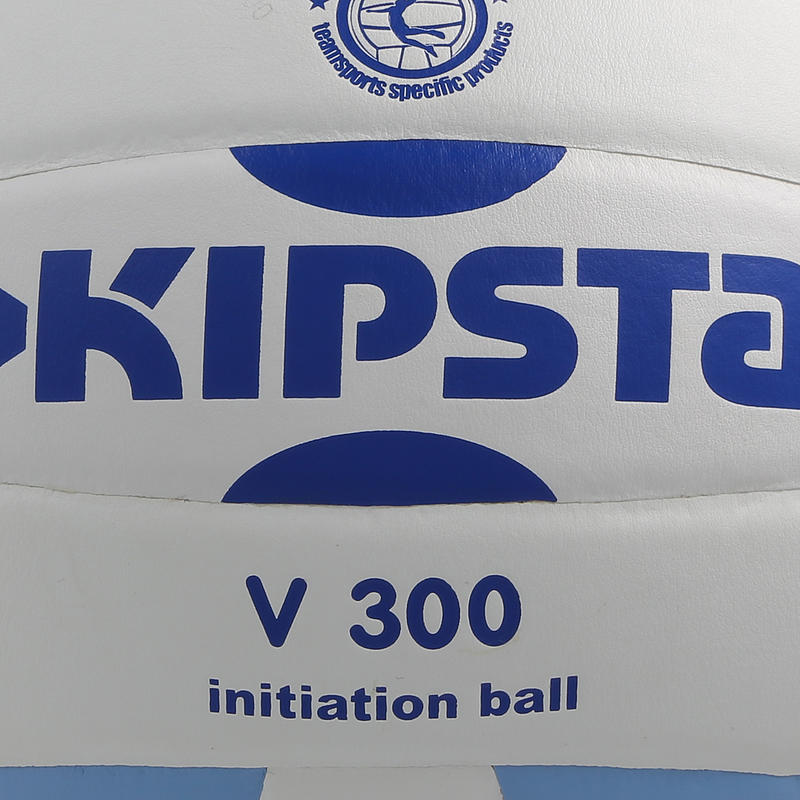 teamsports specific products
KIPSTA
V 300
initiation ball